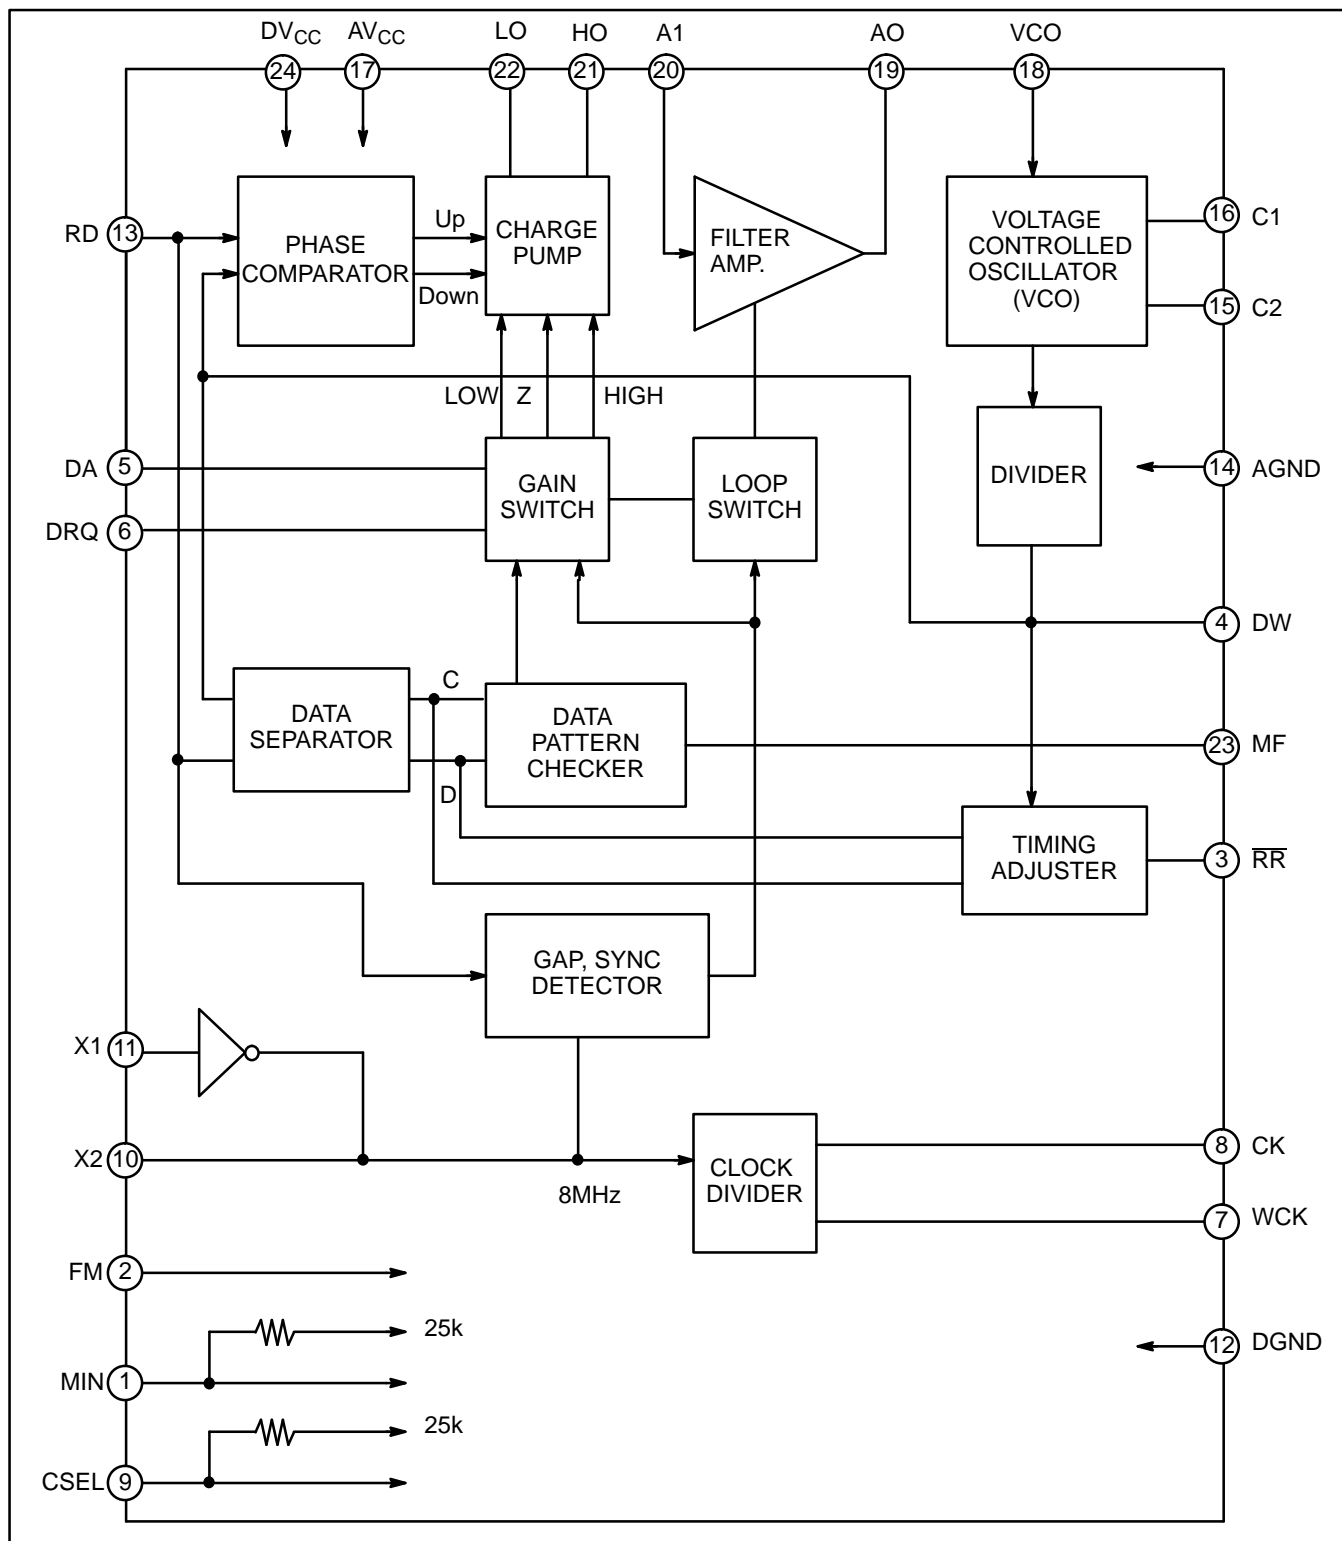 DVCC AVCC LO HO A1 AO VCO
24 17 22 21 20 19 18
RD 13
PHASE
COMPARATOR
Up
Down
CHARGE
PUMP
FILTER
AMP.
VOLTAGE
CONTROLLED
OSCILLATOR
(VCO)
16 C1
15 C2
LOW Z HIGH
DA 5
DRQ 6
GAIN
SWITCH
LOOP
SWITCH
DIVIDER
14 AGND
4 DW
DATA
SEPARATOR
C
D
DATA
PATTERN
CHECKER
23 MF
TIMING
ADJUSTER
3 R̅R̅
GAP, SYNC
DETECTOR
X1 11
X2 10
8MHz
CLOCK
DIVIDER
8 CK
7 WCK
FM 2
25k
MIN 1
12 DGND
25k
CSEL 9